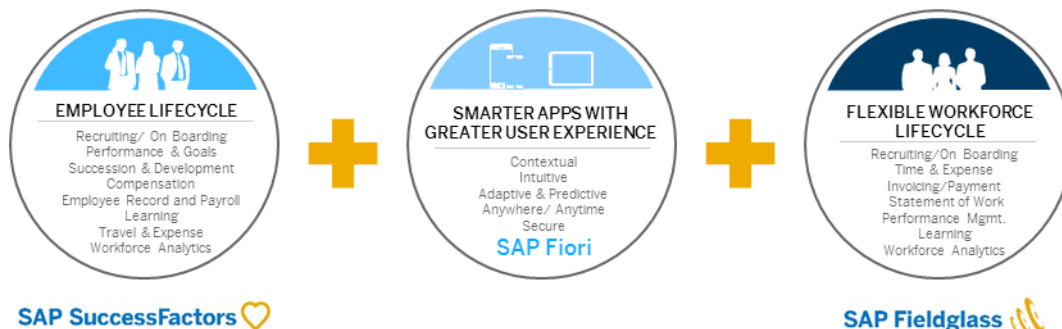 EMPLOYEE LIFECYCLE
Recruiting/ On Boarding
Performance & Goals
Succession & Development
Compensation
Employee Record and Payroll
Learning
Travel & Expense
Workforce Analytics
SAP SuccessFactors
SMARTER APPS WITH
GREATER USER EXPERIENCE
Contextual
Intuitive
Adaptive & Predictive
Anywhere/ Anytime
Secure
SAP Fiori
FLEXIBLE WORKFORCE
LIFECYCLE
Recruiting/On Boarding
Time & Expense
Invoicing/Payment
Statement of Work
Performance Mgmt.
Learning
Workforce Analytics
SAP Fieldglass